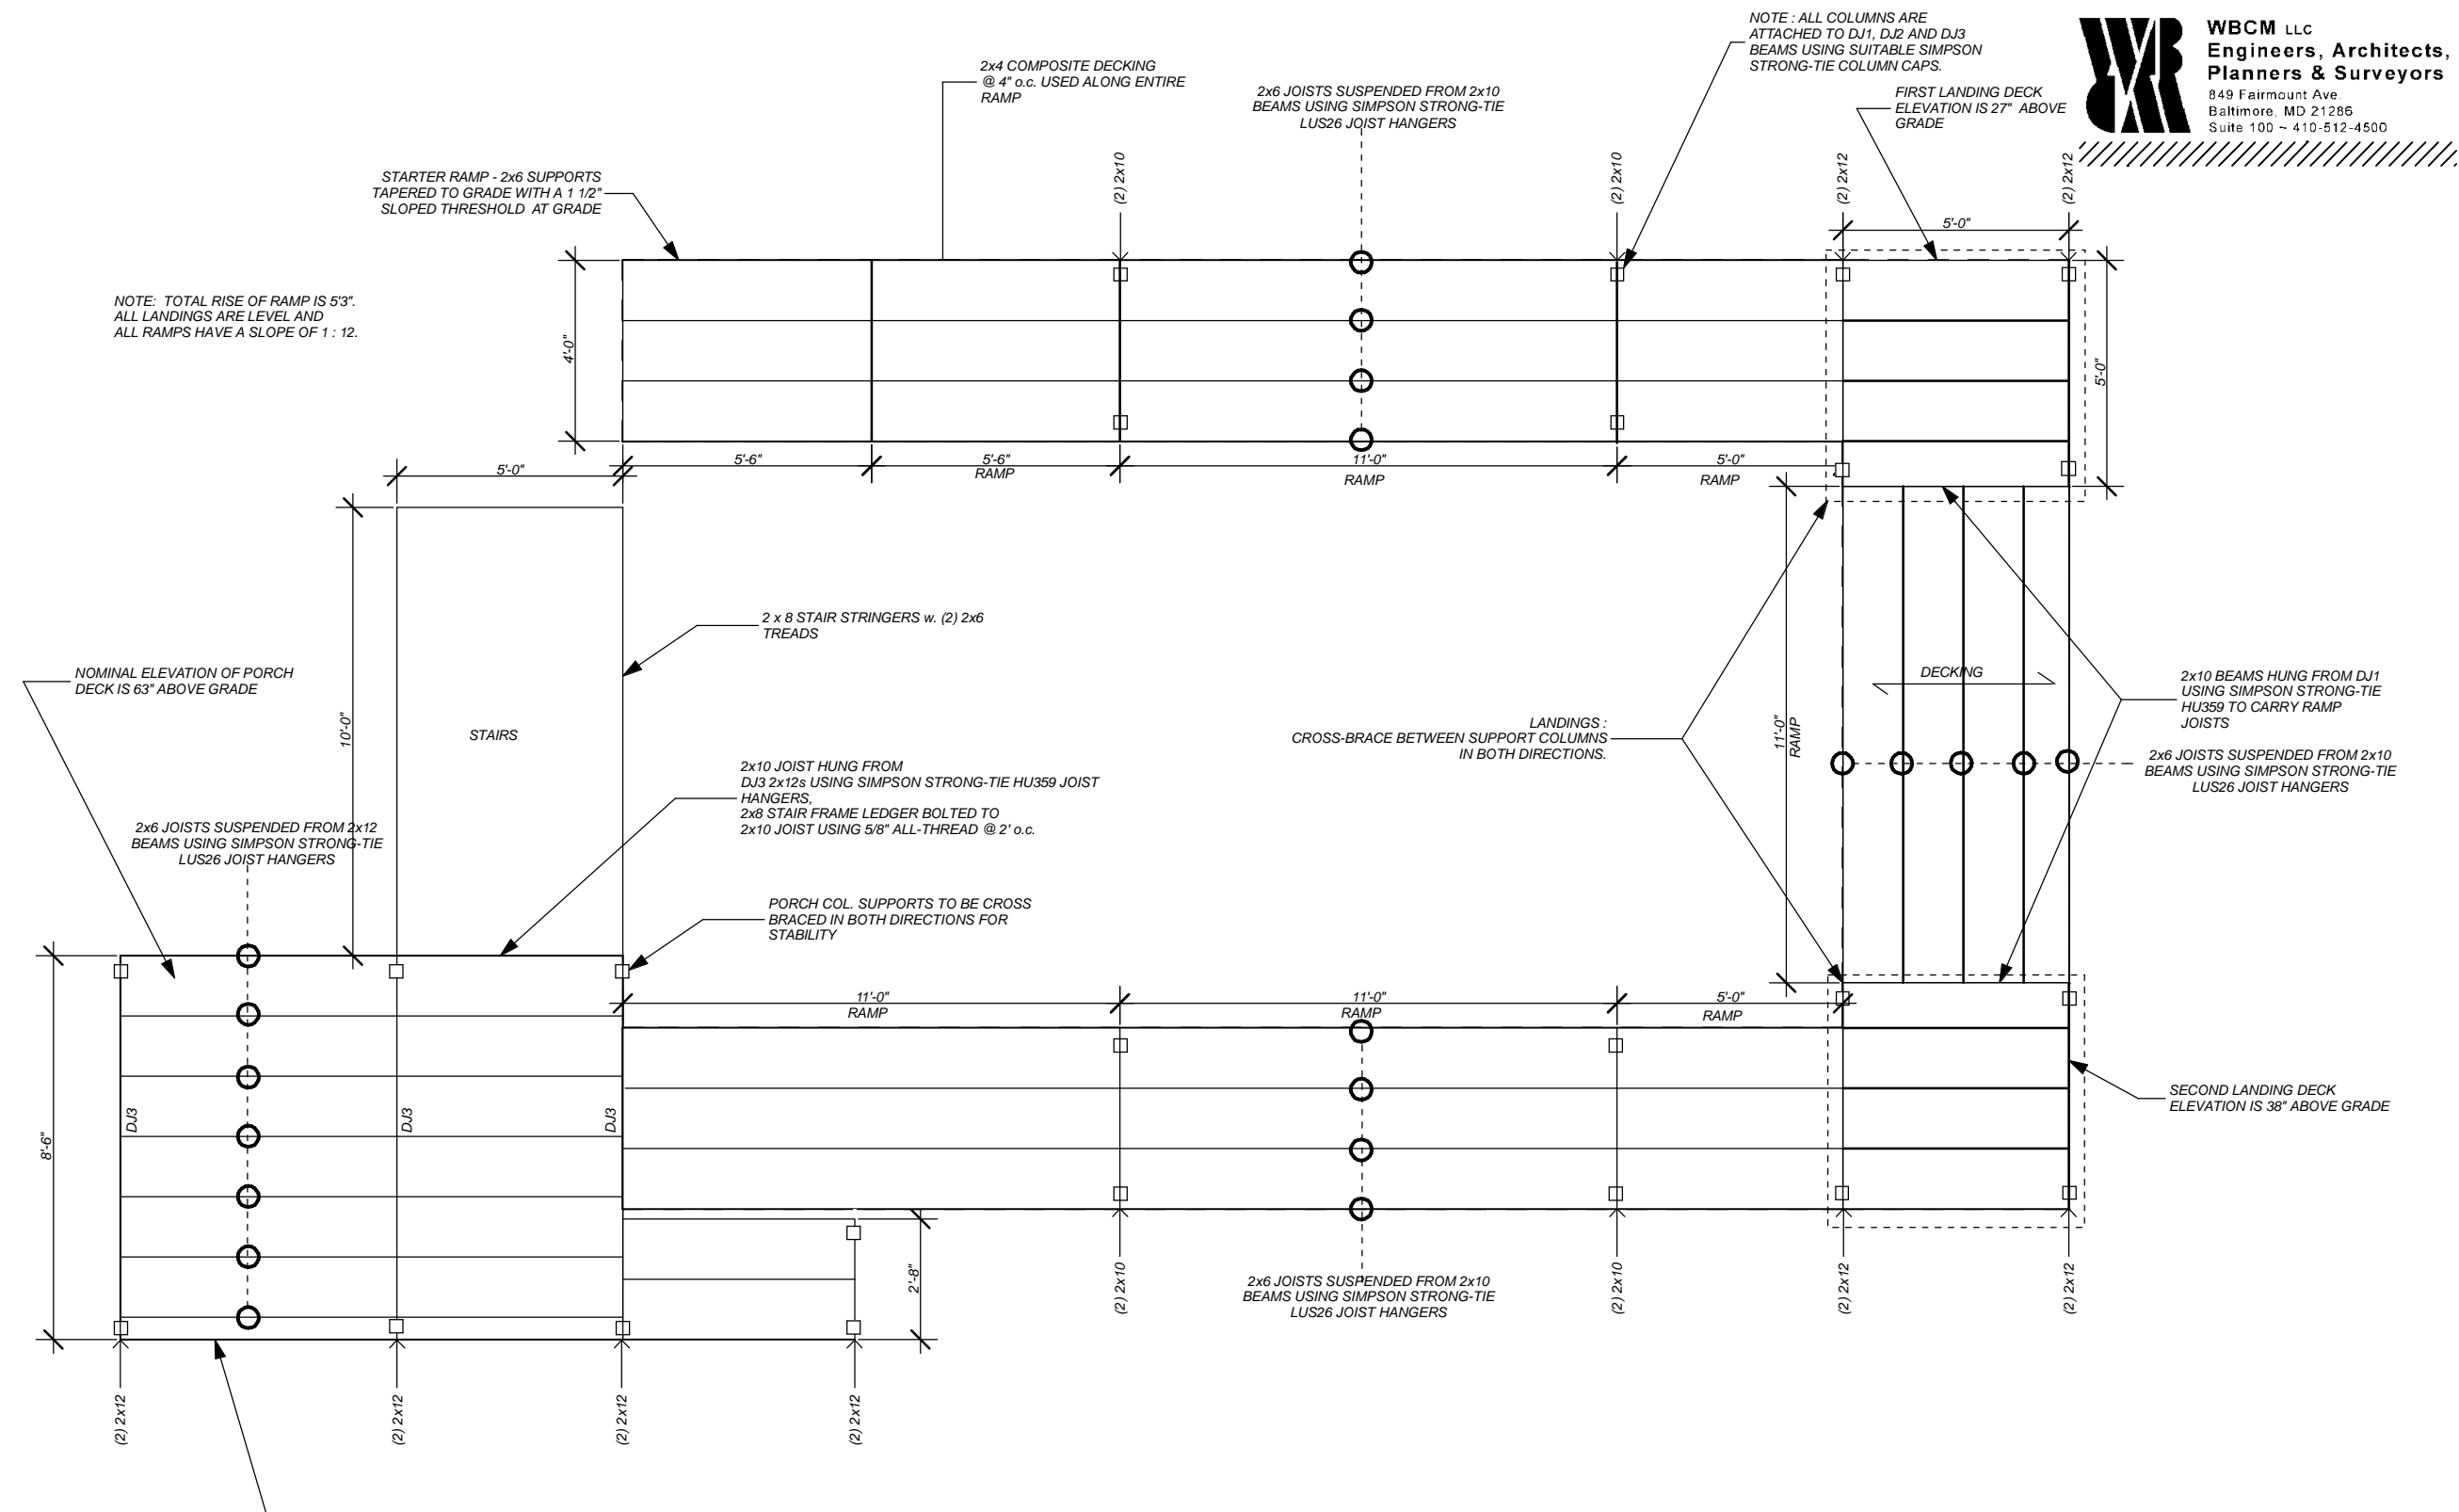 NOTE : ALL COLUMNS ARE
ATTACHED TO DJ1, DJ2 AND DJ3
BEAMS USING SUITABLE SIMPSON
STRONG-TIE COLUMN CAPS.
WBCM LLC
Engineers, Architects,
Planners & Surveyors
849 Fairmount Ave.
Baltimore, MD 21286
Suite 100 ~ 410-512-4500
2x4 COMPOSITE DECKING
@ 4" o.c. USED ALONG ENTIRE
RAMP
2x6 JOISTS SUSPENDED FROM 2x10
BEAMS USING SIMPSON STRONG-TIE
LUS26 JOIST HANGERS
FIRST LANDING DECK
ELEVATION IS 27" ABOVE
GRADE
STARTER RAMP - 2x6 SUPPORTS
TAPERED TO GRADE WITH A 1 1/2"
SLOPED THRESHOLD AT GRADE
(2) 2x10
(2) 2x10
(2) 2x12
(2) 2x12
5'-0"
NOTE: TOTAL RISE OF RAMP IS 5'3".
ALL LANDINGS ARE LEVEL AND
ALL RAMPS HAVE A SLOPE OF 1 : 12.
4'-0"
5'-0"
5'-0"
5'-6"
5'-6"
RAMP
11'-0"
RAMP
5'-0"
RAMP
2 x 8 STAIR STRINGERS w. (2) 2x6
TREADS
NOMINAL ELEVATION OF PORCH
DECK IS 63" ABOVE GRADE
10'-0"
STAIRS
DECKING
2x10 BEAMS HUNG FROM DJ1
USING SIMPSON STRONG-TIE
HU359 TO CARRY RAMP
JOISTS
LANDINGS :
CROSS-BRACE BETWEEN SUPPORT COLUMNS
IN BOTH DIRECTIONS.
11'-0"
RAMP
2x6 JOISTS SUSPENDED FROM 2x10
BEAMS USING SIMPSON STRONG-TIE
LUS26 JOIST HANGERS
2x10 JOIST HUNG FROM
DJ3 2x12s USING SIMPSON STRONG-TIE HU359 JOIST
HANGERS,
2x8 STAIR FRAME LEDGER BOLTED TO
2x10 JOIST USING 5/8" ALL-THREAD @ 2' o.c.
2x6 JOISTS SUSPENDED FROM 2x12
BEAMS USING SIMPSON STRONG-TIE
LUS26 JOIST HANGERS
PORCH COL. SUPPORTS TO BE CROSS
BRACED IN BOTH DIRECTIONS FOR
STABILITY
11'-0"
RAMP
11'-0"
RAMP
5'-0"
RAMP
8'-6"
DJ3
DJ3
DJ3
SECOND LANDING DECK
ELEVATION IS 38" ABOVE GRADE
2'-8"
2x6 JOISTS SUSPENDED FROM 2x10
BEAMS USING SIMPSON STRONG-TIE
LUS26 JOIST HANGERS
(2) 2x10
(2) 2x10
(2) 2x12
(2) 2x12
(2) 2x12
(2) 2x12
(2) 2x12
(2) 2x12